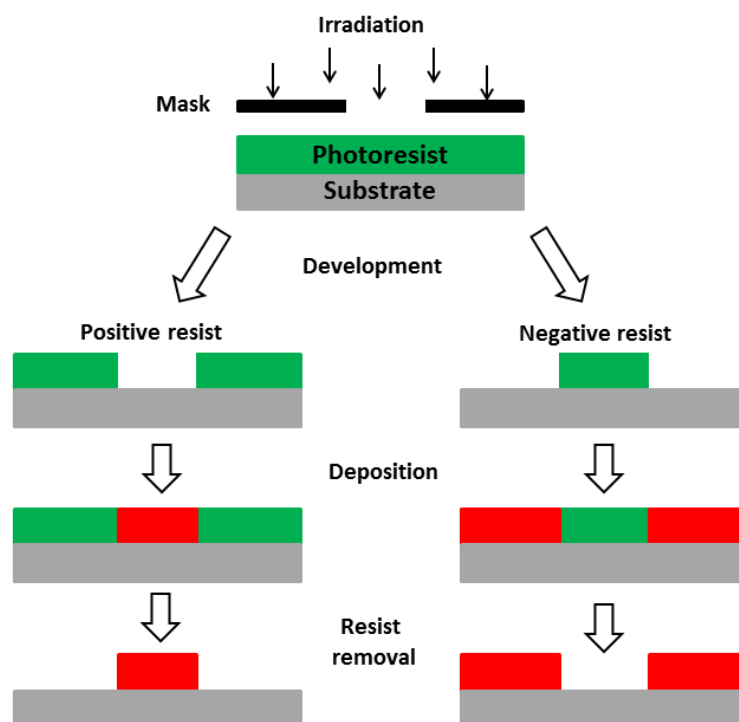 Irradiation
Mask
Photoresist
Substrate
Development
Positive resist
Negative resist
Deposition
Resist
removal